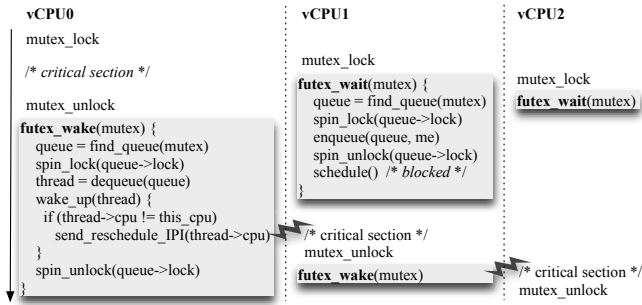 vCPU0
mutex_lock
/* critical section */
mutex_unlock
futex_wake(mutex) {
queue = find_queue(mutex)
spin_lock(queue->lock)
thread = dequeue(queue)
wake_up(thread) {
if (thread->cpu != this_cpu)
send_reschedule_IPI(thread->cpu)
}
spin_unlock(queue->lock)
}
vCPU1
mutex_lock
futex_wait(mutex) {
queue = find_queue(mutex)
spin_lock(queue->lock)
enqueue(queue, me)
spin_unlock(queue->lock)
schedule() /* blocked */
}
/* critical section */
mutex_unlock
futex_wake(mutex)
vCPU2
mutex_lock
futex_wait(mutex)
/* critical section */
mutex_unlock